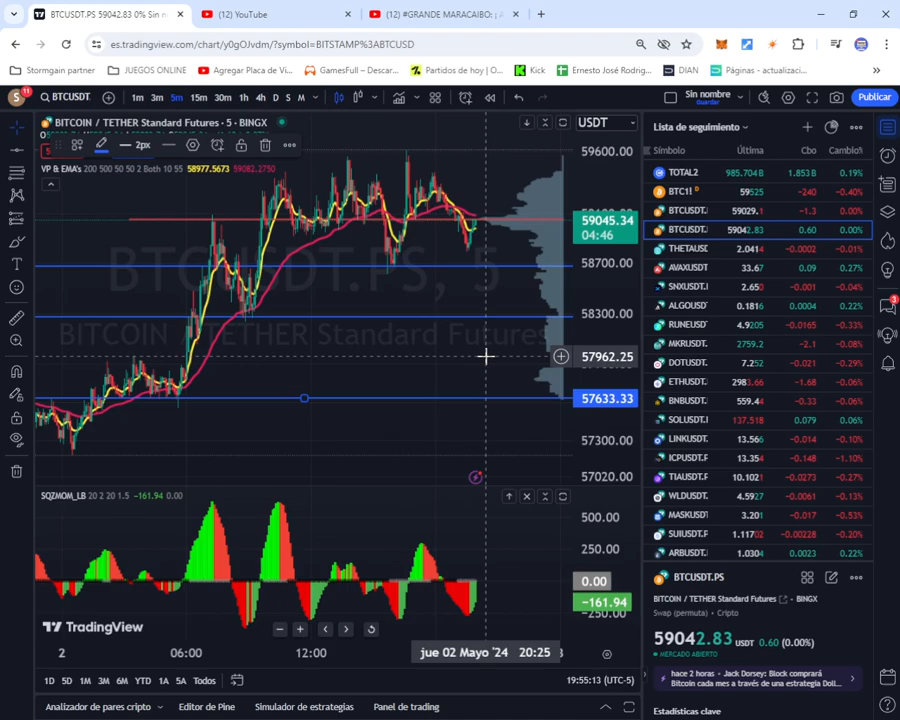 BTCUSDT.PS 59042.83 0% Sin n
(12) YouTube
(12) #GRANDE MARACAIBO: ¡ A
es.tradingview.com/chart/y0gOJvdm/?symbol=BITSTAMP%3ABTCUSD
Stormgain partner
JUEGOS ONLINE
Agregar Placa de Vi...
GamesFull – Descar...
Partidos de hoy | O...
Kick
Ernesto José Rodrig...
DIAN
Páginas - actualizaci...
S
11
BTCUSDT.
1m 3m 5m 15m 30m 1h 4h D S M
Sin nombre
Guardar
Publicar
BITCOIN / TETHER Standard Futures · 5 · BINGX
USDT
2px
VP & EMA's 200 500 50 50 2 Both 10 55 58977.5673 59082.2750
59600.00
59045.34
04:46
58700.00
58300.00
57962.25
57633.33
57300.00
57020.00
BTCUSDT.PS, 5
BITCOIN / TETHER Standard Futures
SQZMOM_LB 20 2 20 1.5 −161.94 0.00
500.00
250.00
0.00
−161.94
−250.00
TradingView
2
06:00
12:00
jue 02 Mayo '24 20:25
1D 5D 1M 3M 6M YTD 1A 5A Todos
19:55:13 (UTC-5)
Analizador de pares cripto
Editor de Pine
Simulador de estrategias
Panel de trading
Lista de seguimiento
Símbolo Última Cbo Cambio%
TOTAL2 985.704 B 1.853 B 0.19%
BTC1! D 59525 -240 -0.40%
BTCUSDT. 59029.1 -1.3 0.00%
BTCUSDT. 59042.83 0.60 0.00%
THETAUSDT 2.0414 -0.0002 -0.01%
AVAXUSDT 33.67 0.09 0.27%
SNXUSDT. 2.650 -0.001 -0.04%
ALGOUSDT 0.1816 0.0004 0.22%
RUNEUSDT 4.9205 -0.0165 -0.33%
MKRUSDT 2759.2 -2.1 -0.08%
DOTUSDT. 7.252 -0.021 -0.29%
ETHUSDT. 2983.66 -1.68 -0.06%
BNBUSDT. 559.44 -0.33 -0.06%
SOLUSDT. 137.518 0.079 0.06%
LINKUSDT. 13.566 -0.014 -0.10%
ICPUSDT. 13.354 -0.148 -1.10%
TIAUSDT. 10.1021 -0.0273 -0.27%
WLDUSDT. 4.5927 -0.0061 -0.13%
MASKUSDT 3.201 -0.017 -0.53%
SUIUSDT. 1.11702 -0.00228 -0.20%
ARBUSDT. 1.0304 0.0023 0.22%
3
BTCUSDT.PS
BITCOIN / TETHER Standard Futures · BINGX
Swap (permuta) · Cripto
59042.83 USDT 0.60 (0.00%)
MERCADO ABIERTO
hace 2 horas · Jack Dorsey: Block comprará
Bitcoin cada mes a través de una estrategia Doll...
Estadísticas clave